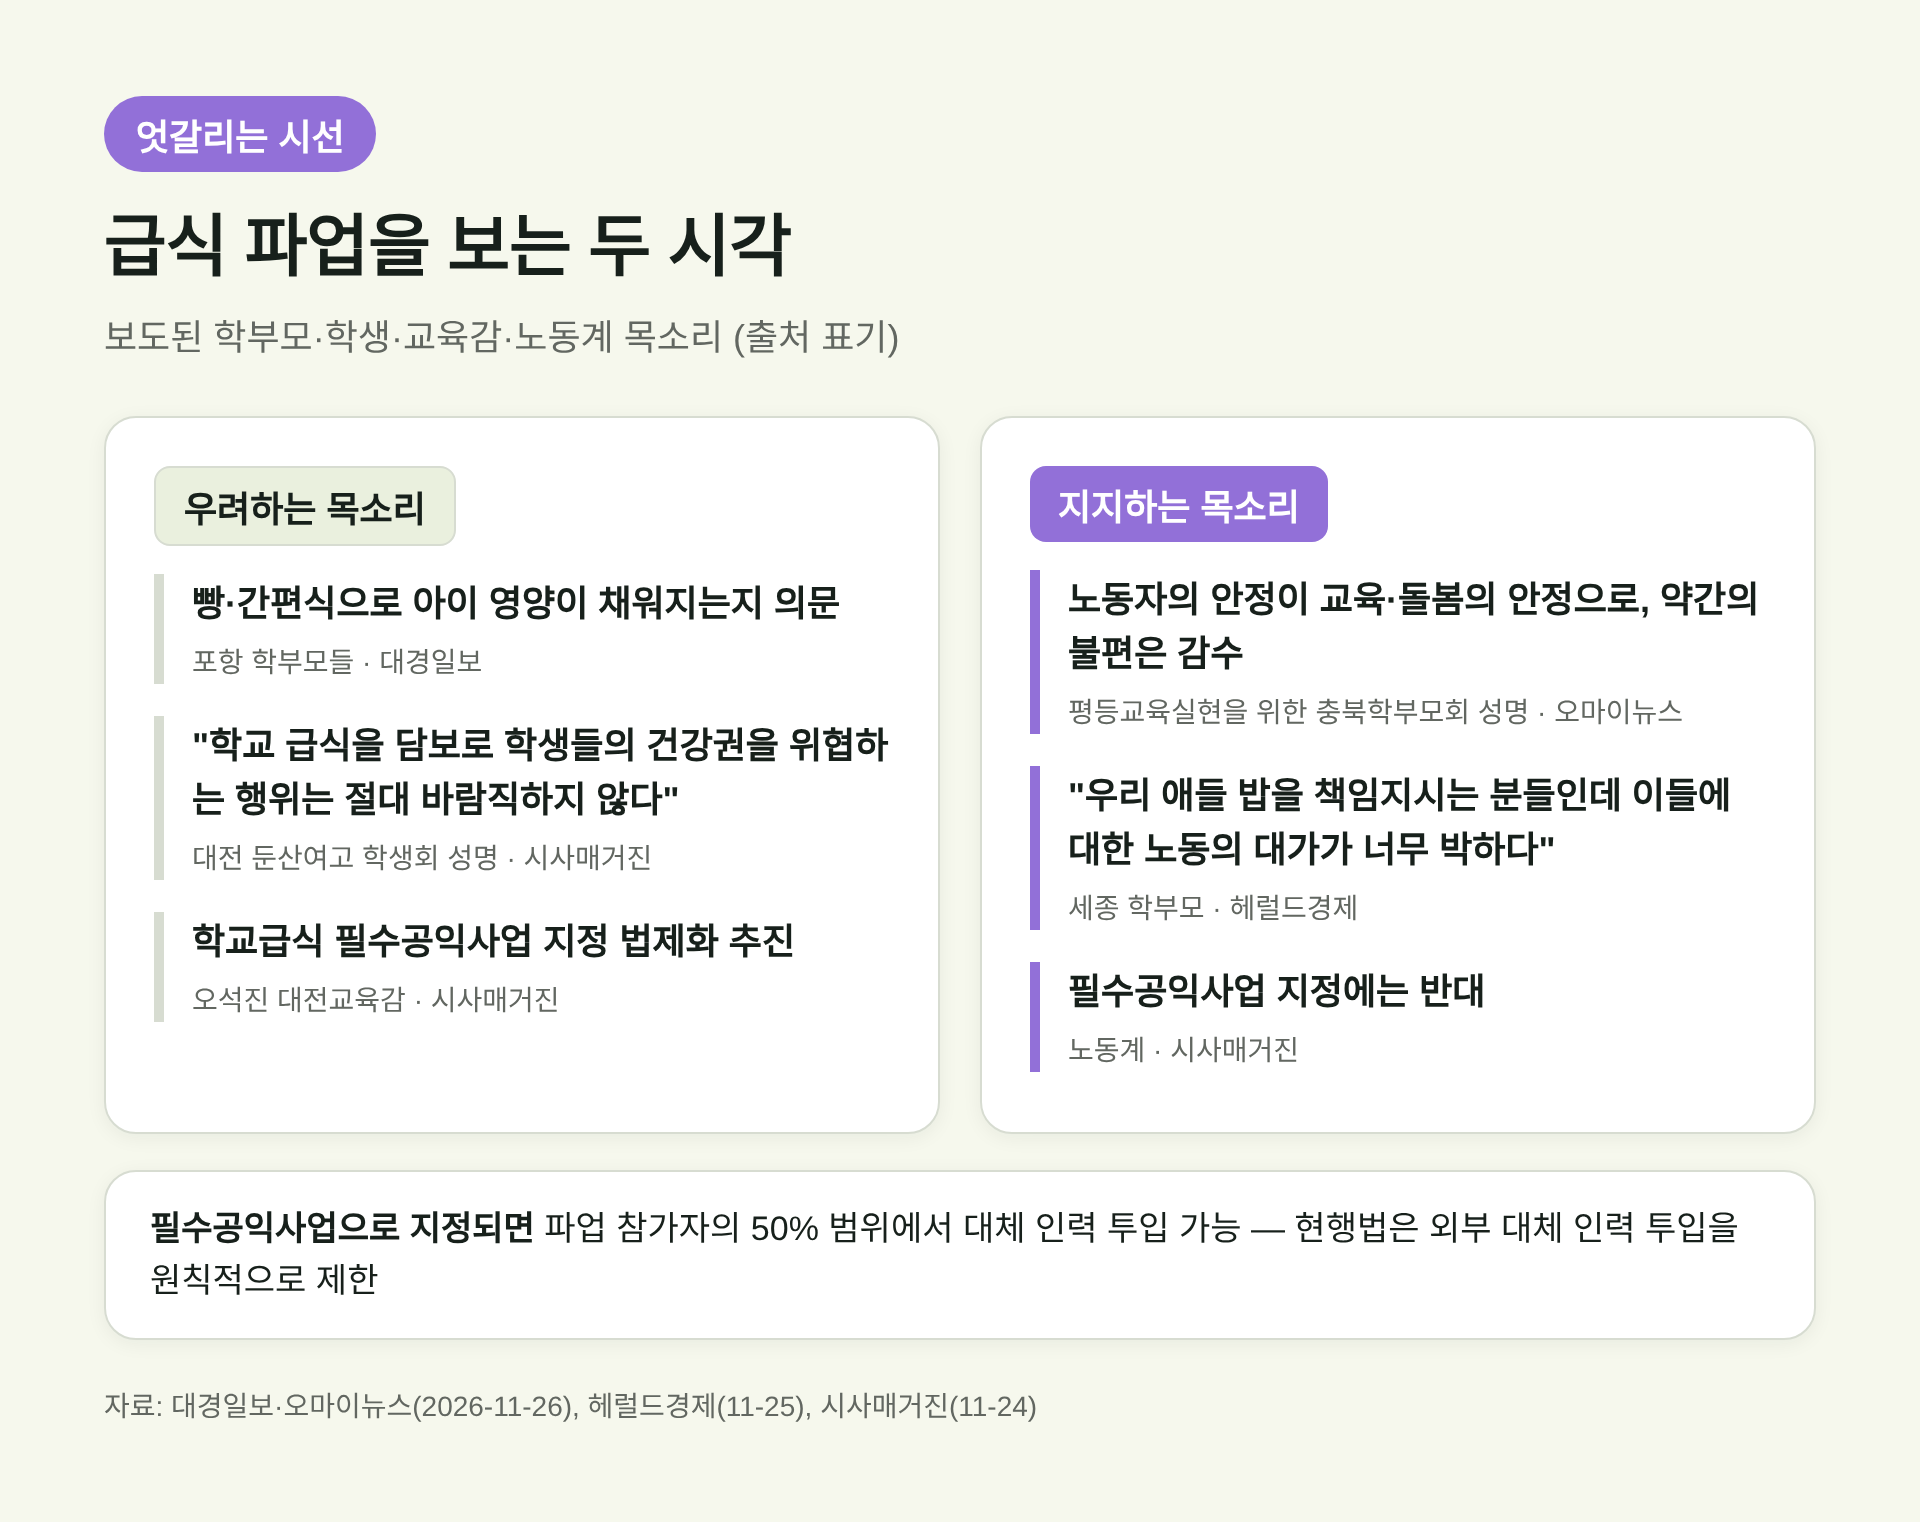 엇갈리는 시선
급식 파업을 보는 두 시각
보도된 학부모·학생·교육감·노동계 목소리 (출처 표기)
우려하는 목소리
빵·간편식으로 아이 영양이 채워지는지 의문
포항 학부모들 · 대경일보
"학교 급식을 담보로 학생들의 건강권을 위협하
는 행위는 절대 바람직하지 않다"
대전 둔산여고 학생회 성명 · 시사매거진
학교급식 필수공익사업 지정 법제화 추진
오석진 대전교육감 · 시사매거진
지지하는 목소리
노동자의 안정이 교육·돌봄의 안정으로, 약간의
불편은 감수
평등교육실현을 위한 충북학부모회 성명 · 오마이뉴스
"우리 애들 밥을 책임지시는 분들인데 이들에
대한 노동의 대가가 너무 박하다"
세종 학부모 · 헤럴드경제
필수공익사업 지정에는 반대
노동계 · 시사매거진
필수공익사업으로 지정되면 파업 참가자의 50% 범위에서 대체 인력 투입 가능 — 현행법은 외부 대체 인력 투입을
원칙적으로 제한
자료: 대경일보·오마이뉴스(2026-11-26), 헤럴드경제(11-25), 시사매거진(11-24)